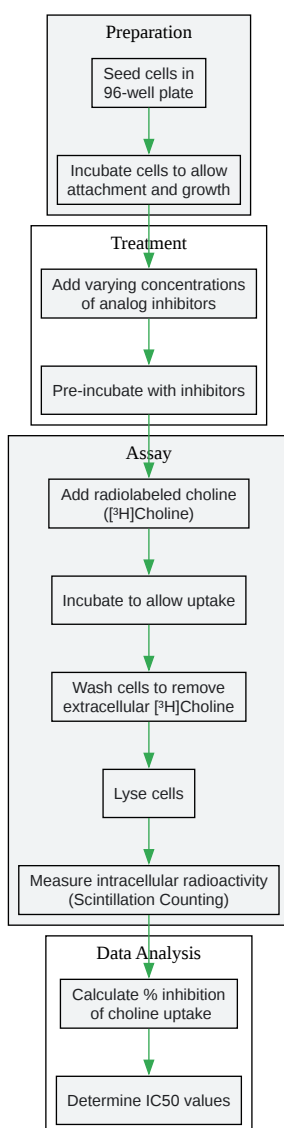 Preparation
Seed cells in
96-well plate
Incubate cells to allow
attachment and growth
Treatment
Add varying concentrations
of analog inhibitors
Pre-incubate with inhibitors
Assay
Add radiolabeled choline
([³H]Choline)
Incubate to allow uptake
Wash cells to remove
extracellular [³H]Choline
Lyse cells
Measure intracellular radioactivity
(Scintillation Counting)
Data Analysis
Calculate % inhibition
of choline uptake
Determine IC50 values